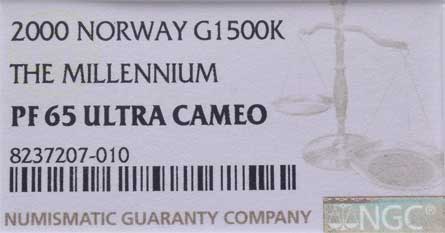 2000 NORWAY G1500K
THE MILLENNIUM
PF 65 ULTRA CAMEO
8237207-010
NUMISMATIC GUARANTY COMPANY
NGC®